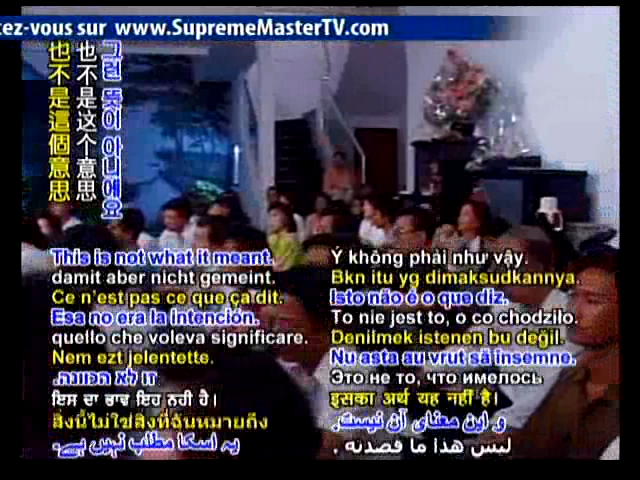 tez-vous sur www.SupremeMasterTV.com
也不是這個意思
也不是这个意思
그런 뜻이 아니에요
This is not what it meant.
damit aber nicht gemeint.
Ce n'est pas ce que ça dit.
Esa no era la intención.
quello che voleva significare.
Nem ezt jelentette.
זו לא הכוונה.
ਇਸ ਦਾ ਭਾਵ ਇਹ ਨਹੀ ਹੈ।
สิ่งนี้ไม่ใช่สิ่งที่ฉันหมายถึง
یہ اسکا مطلب نہیں ہے.
Ý không phải như vậy.
Bkn itu yg dimaksudkannya.
Isto não é o que diz.
To nie jest to, o co chodziło.
Denilmek istenen bu değil.
Nu asta au vrut să însemne.
Это не то, что имелось
इसका अर्थ यह नहीं है।
و این معنای آن نیست.
ليس هذا ما قصدته .